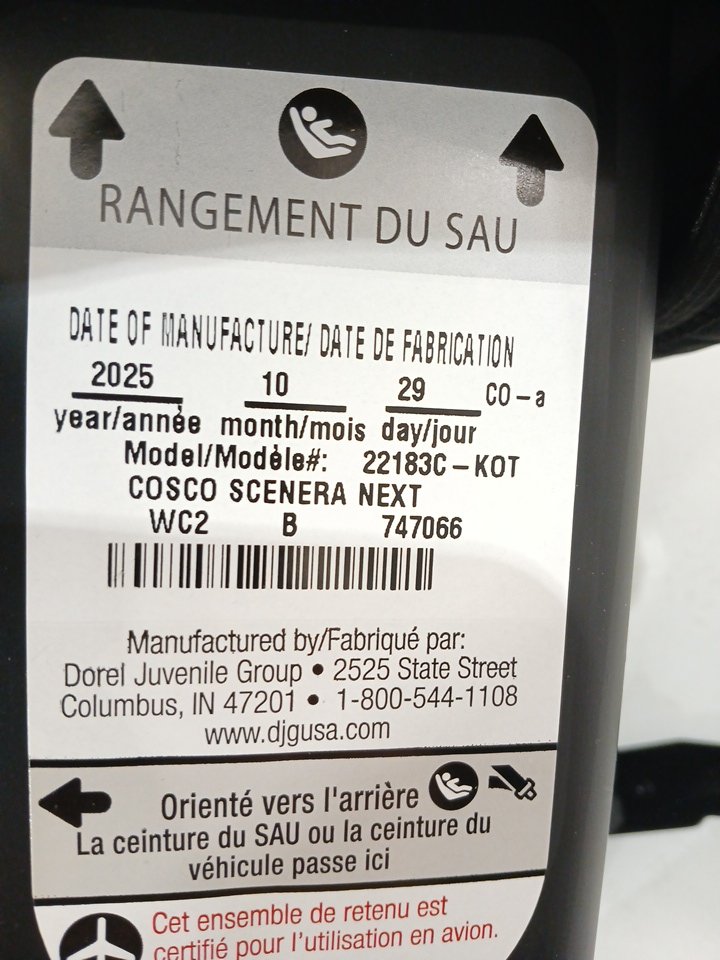 RANGEMENT DU SAU
DATE OF MANUFACTURE/ DATE DE FABRICATION
2025 10 29 CO-a
year/année month/mois day/jour
Model/Modèle#: 22183C-KOT
COSCO SCENERA NEXT
WC2 B 747066
Manufactured by/Fabriqué par:
Dorel Juvenile Group • 2525 State Street
Columbus, IN 47201 • 1-800-544-1108
www.djgusa.com
Orienté vers l'arrière
La ceinture du SAU ou la ceinture du
véhicule passe ici
Cet ensemble de retenu est
certifié pour l'utilisation en avion.